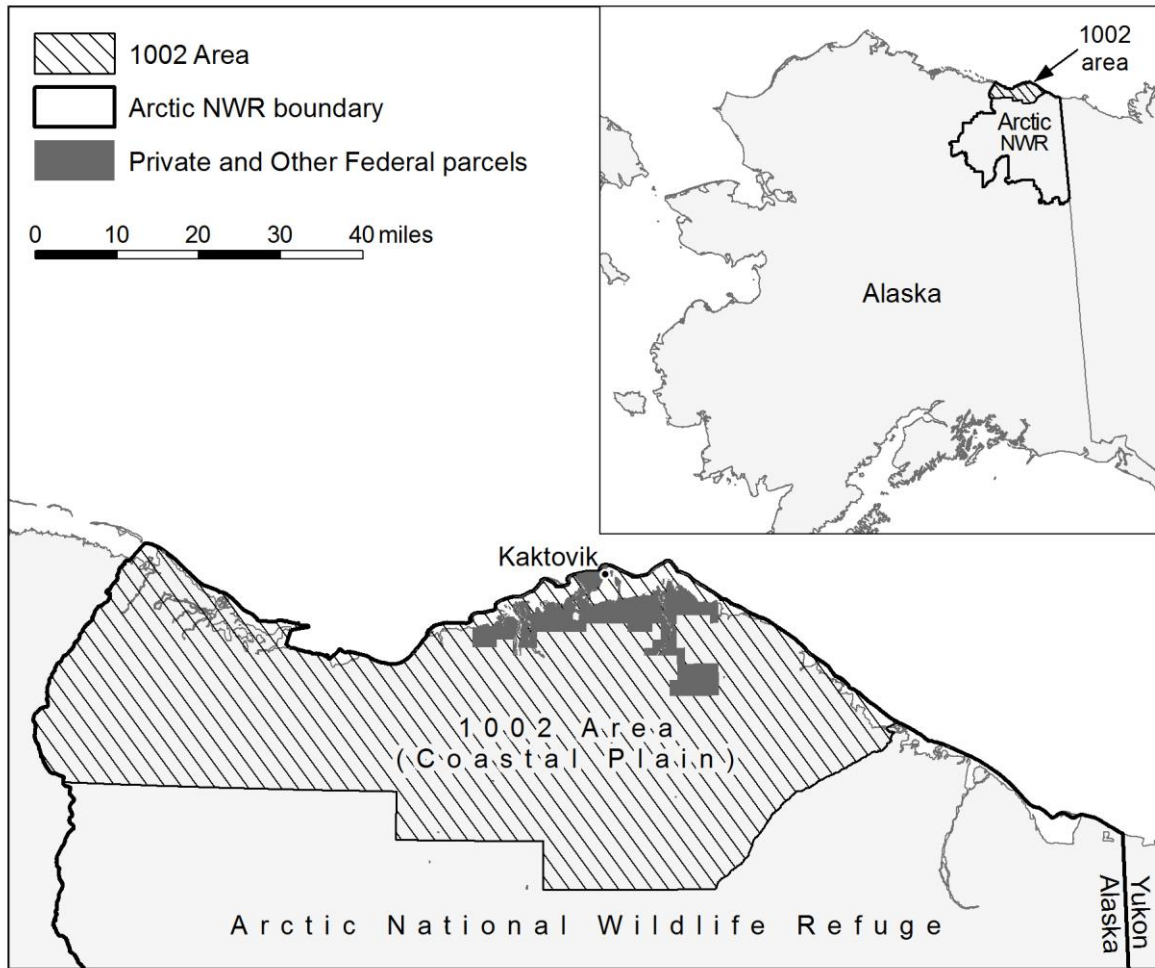 1002 Area
Arctic NWR boundary
Private and Other Federal parcels
0 10 20 30 40 miles
1002
area
Arctic
NWR
Alaska
Kaktovik
1002 Area
(Coastal Plain)
Arctic National Wildlife Refuge
Alaska
Yukon